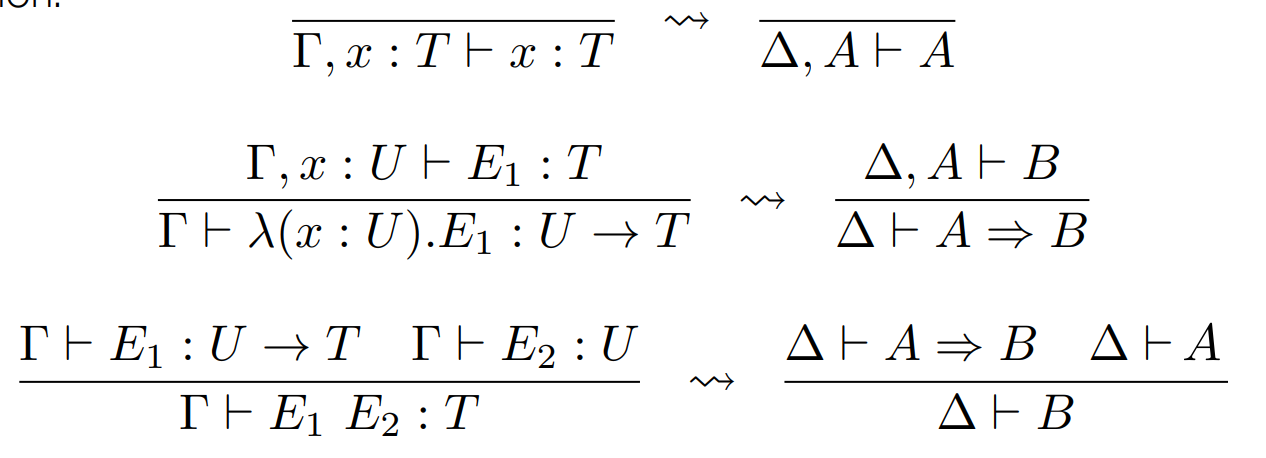 Γ, x : T ⊢ x : T ⇝ Δ, A ⊢ A
Γ, x : U ⊢ E₁ : T Δ, A ⊢ B
⇝
Γ ⊢ λ(x : U).E₁ : U → T Δ ⊢ A ⇒ B
Γ ⊢ E₁ : U → T Γ ⊢ E₂ : U Δ ⊢ A ⇒ B Δ ⊢ A
⇝
Γ ⊢ E₁ E₂ : T Δ ⊢ B